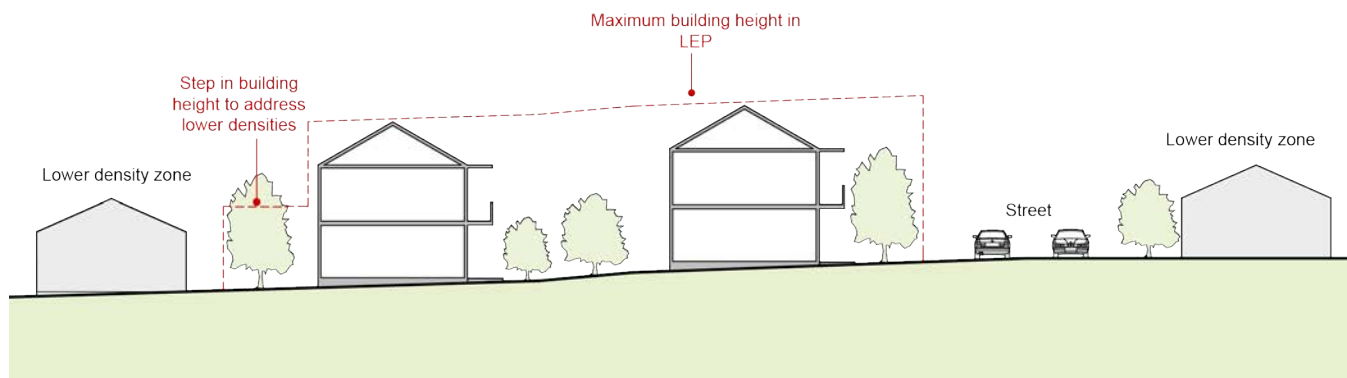 Maximum building height in
LEP
Step in building
height to address
lower densities
Lower density zone
Street
Lower density zone